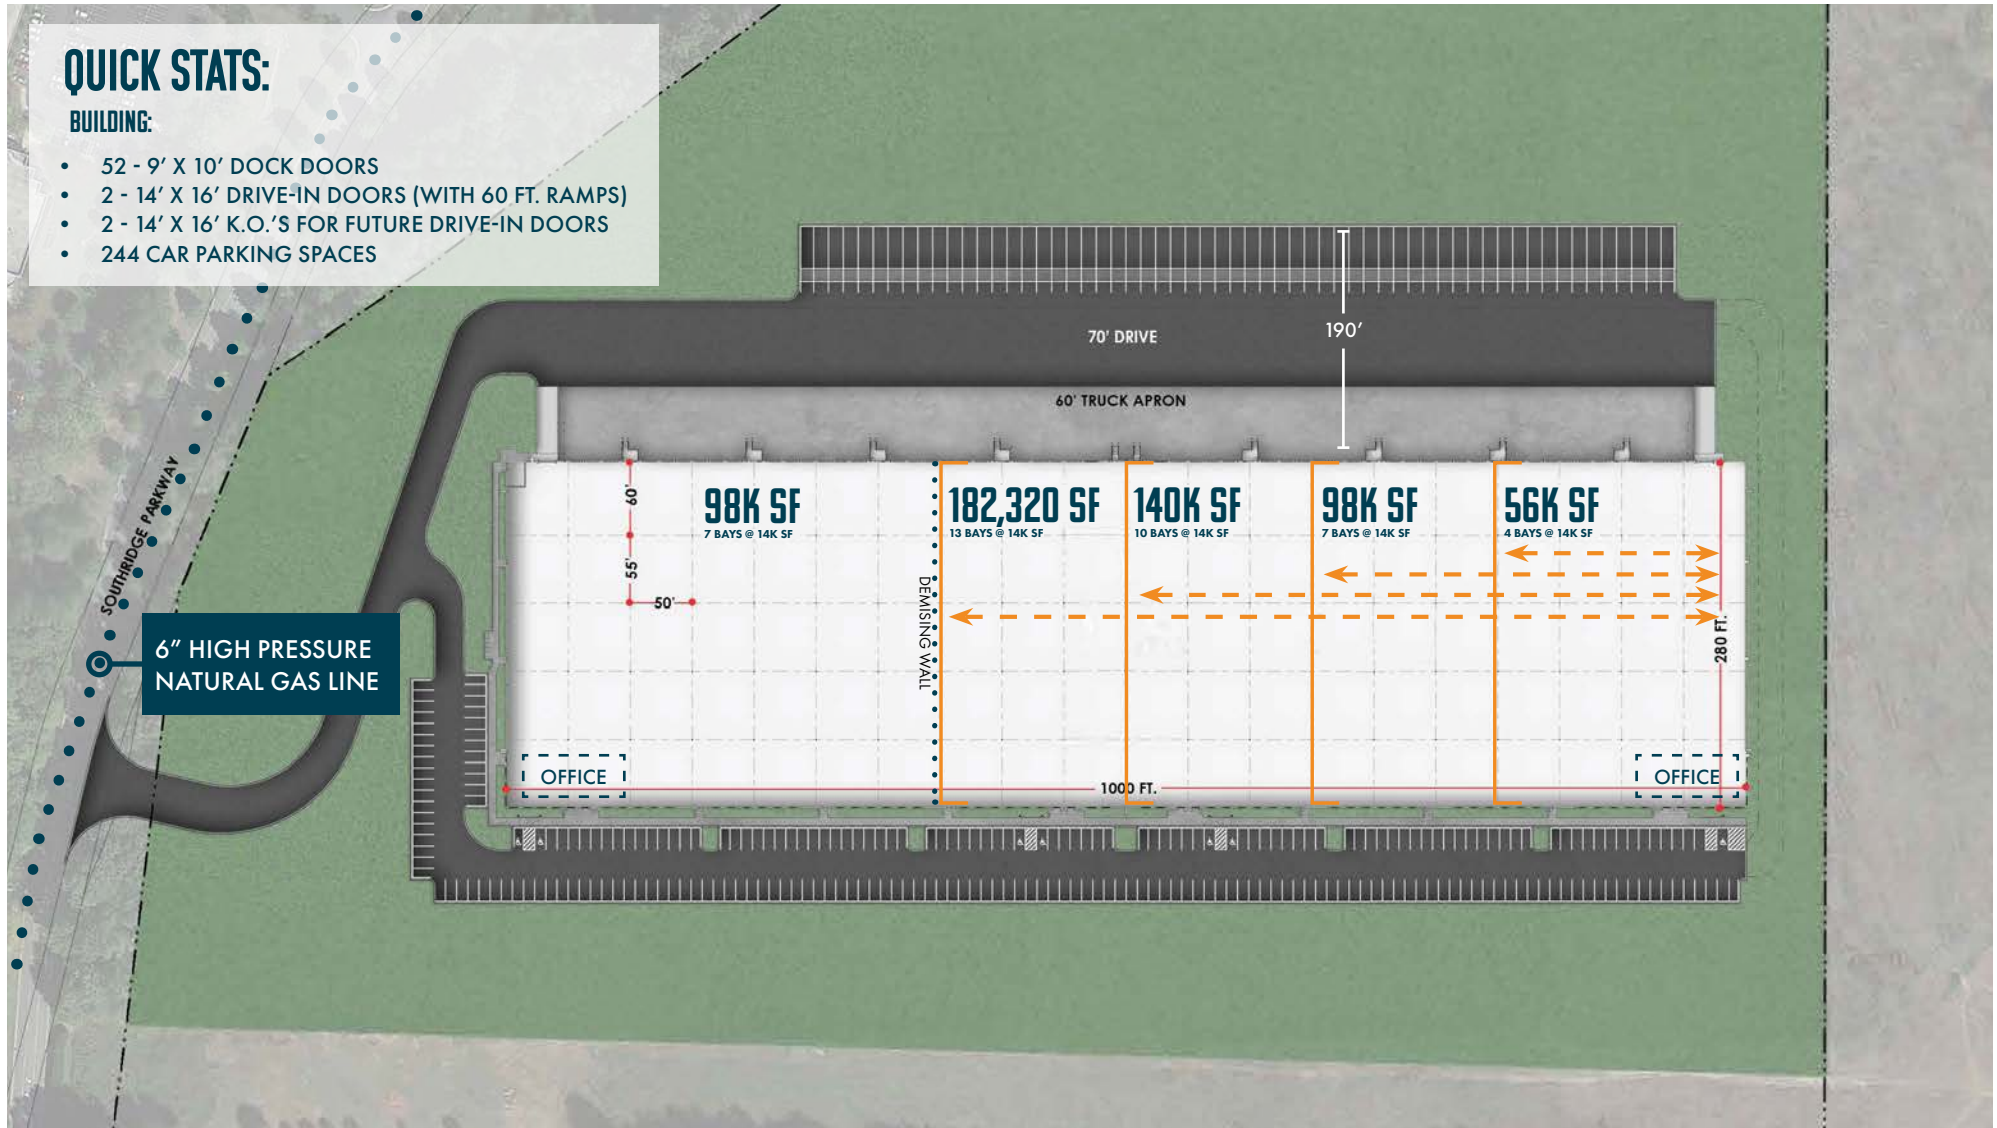 QUICK STATS:
BUILDING:
• 52 - 9' X 10' DOCK DOORS
• 2 - 14' X 16' DRIVE-IN DOORS (WITH 60 FT. RAMPS)
• 2 - 14' X 16' K.O.'S FOR FUTURE DRIVE-IN DOORS
• 244 CAR PARKING SPACES
70' DRIVE
190'
60' TRUCK APRON
SOUTHRIDGE PARKWAY
6" HIGH PRESSURE
NATURAL GAS LINE
60'
55'
50'
98K SF
7 BAYS @ 14K SF
DEMISING WALL
182,320 SF
13 BAYS @ 14K SF
140K SF
10 BAYS @ 14K SF
98K SF
7 BAYS @ 14K SF
56K SF
4 BAYS @ 14K SF
280 FT.
OFFICE
1000 FT.
OFFICE